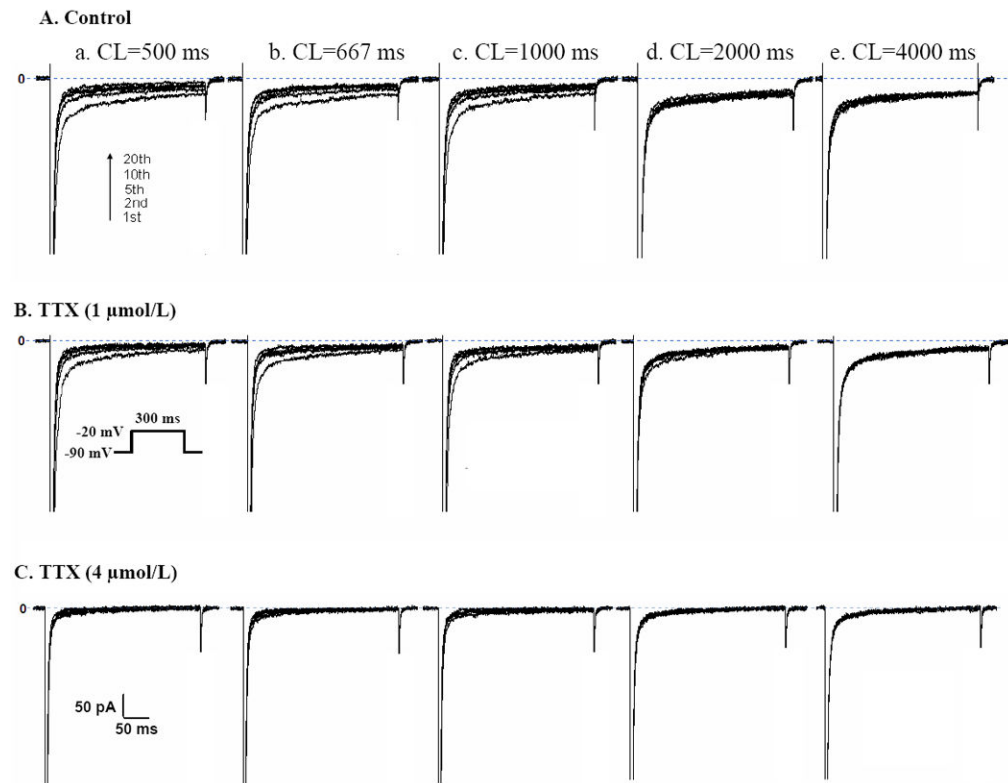 A. Control
a. CL=500 ms b. CL=667 ms c. CL=1000 ms d. CL=2000 ms e. CL=4000 ms
0
20th
10th
5th
2nd
1st
B. TTX (1 μmol/L)
0
300 ms
-20 mV
-90 mV
C. TTX (4 μmol/L)
0
50 pA
50 ms